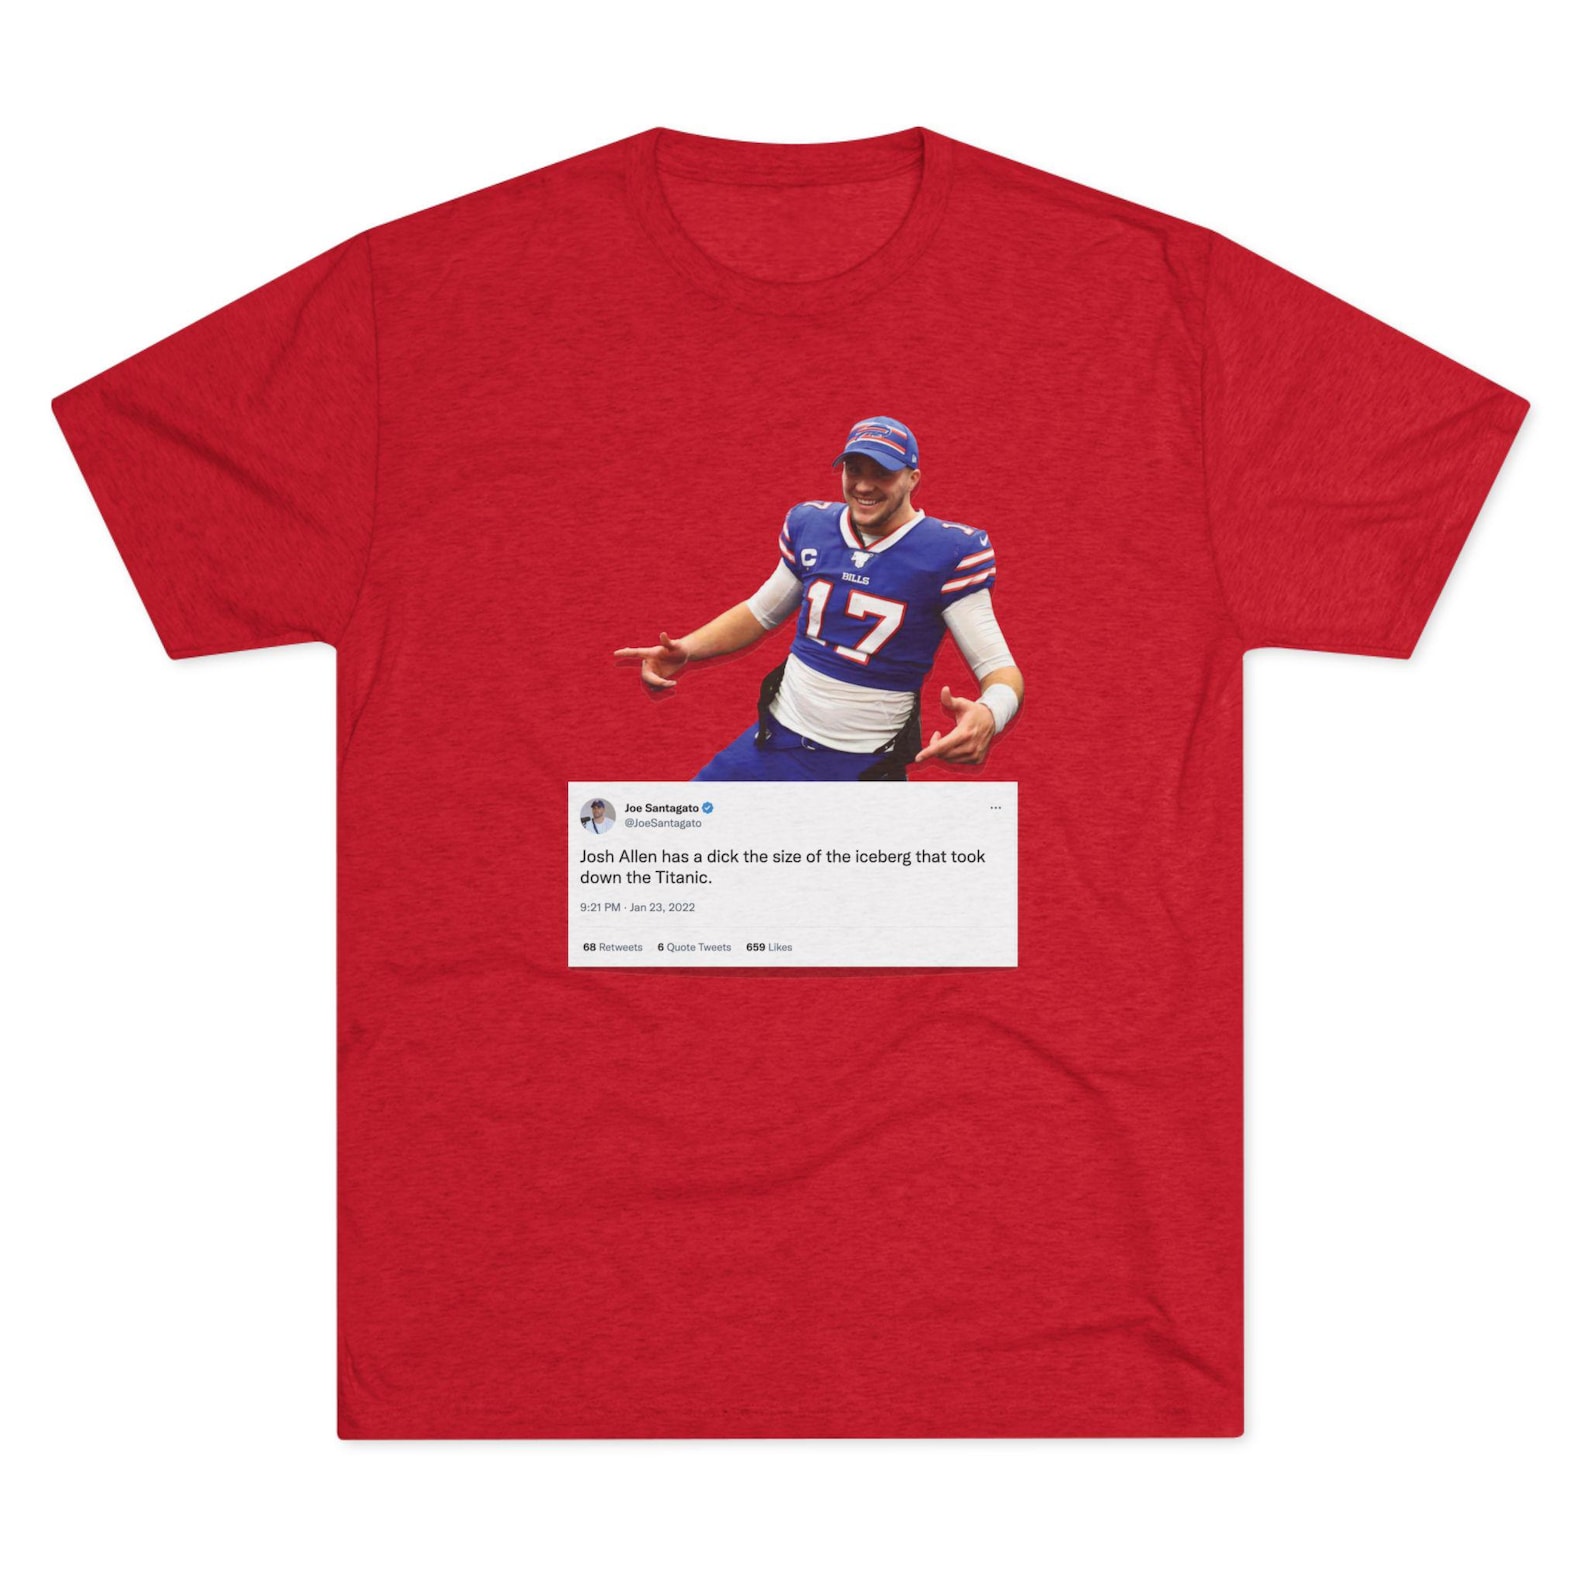 17
C
BILLS
17
Joe Santagato
@JoeSantagato
Josh Allen has a dick the size of the iceberg that took
down the Titanic.
9:21 PM · Jan 23, 2022
68 Retweets 6 Quote Tweets 659 Likes